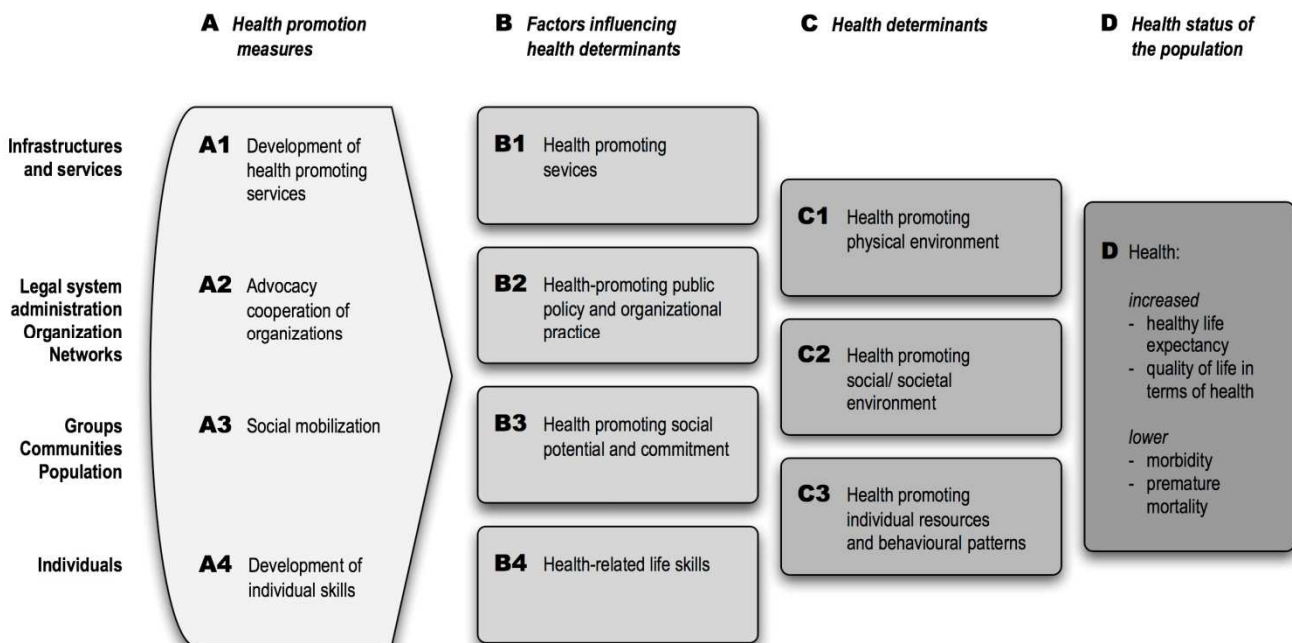 A Health promotion
measures
B Factors influencing
health determinants
C Health determinants
D Health status of
the population
Infrastructures
and services
A1 Development of
health promoting
services
B1 Health promoting
sevices
Legal system
administration
Organization
Networks
A2 Advocacy
cooperation of
organizations
B2 Health-promoting public
policy and organizational
practice
Groups
Communities
Population
A3 Social mobilization
B3 Health promoting social
potential and commitment
Individuals
A4 Development of
individual skills
B4 Health-related life skills
C1 Health promoting
physical environment
C2 Health promoting
social/ societal
environment
C3 Health promoting
individual resources
and behavioural patterns
D Health:
increased
- healthy life
expectancy
- quality of life in
terms of health
lower
- morbidity
- premature
mortality